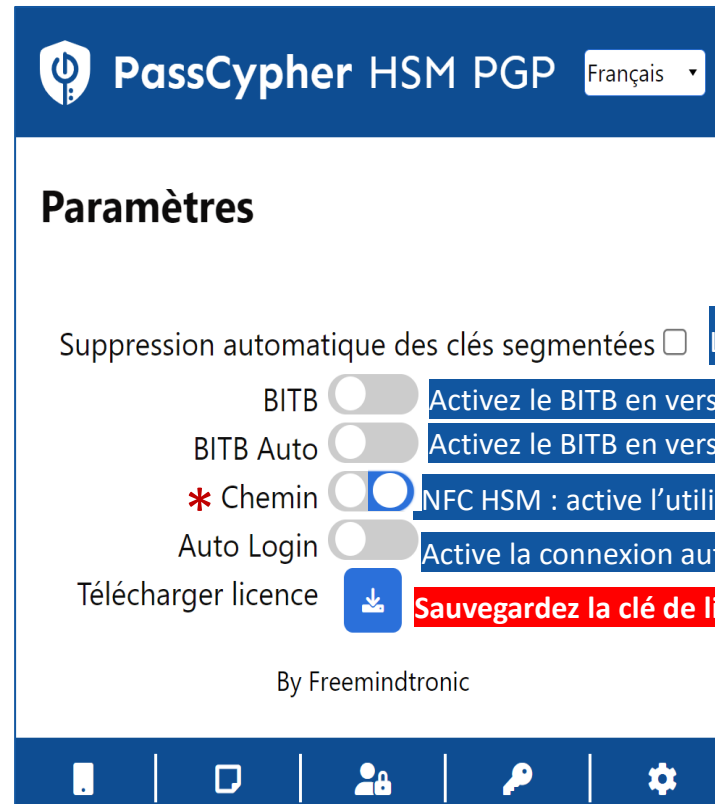 PassCypher HSM PGP Français
Paramètres
Suppression automatique des clés segmentées
BITB Activez le BITB en vers
BITB Auto Activez le BITB en vers
* Chemin NFC HSM : active l’utili
Auto Login Active la connexion aut
Télécharger licence Sauvegardez la clé de li
By Freemindtronic